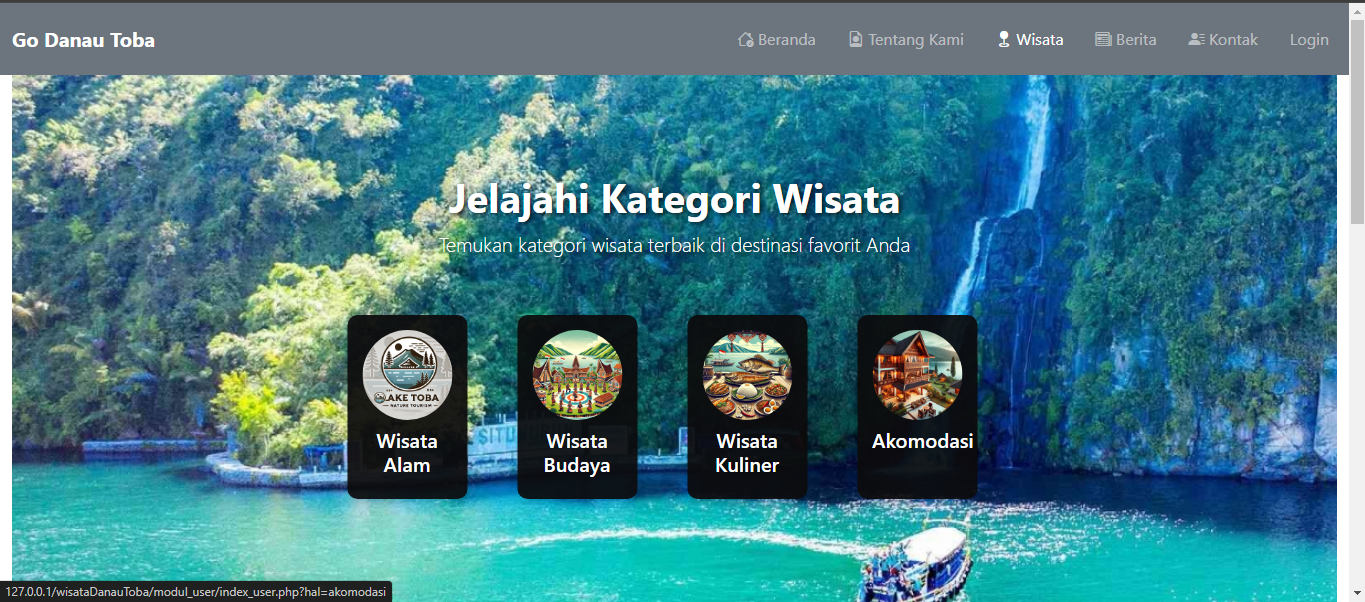 Go Danau Toba
Beranda
Tentang Kami
Wisata
Berita
Kontak
Login
Jelajahi Kategori Wisata
Temukan kategori wisata terbaik di destinasi favorit Anda
AKE TOBA
NATURE TOURISM
Wisata
Alam
Wisata
Budaya
Wisata
Kuliner
Akomodasi
SITU
127.0.0.1/wisataDanauToba/modul_user/index_user.php?hal=akomodasi